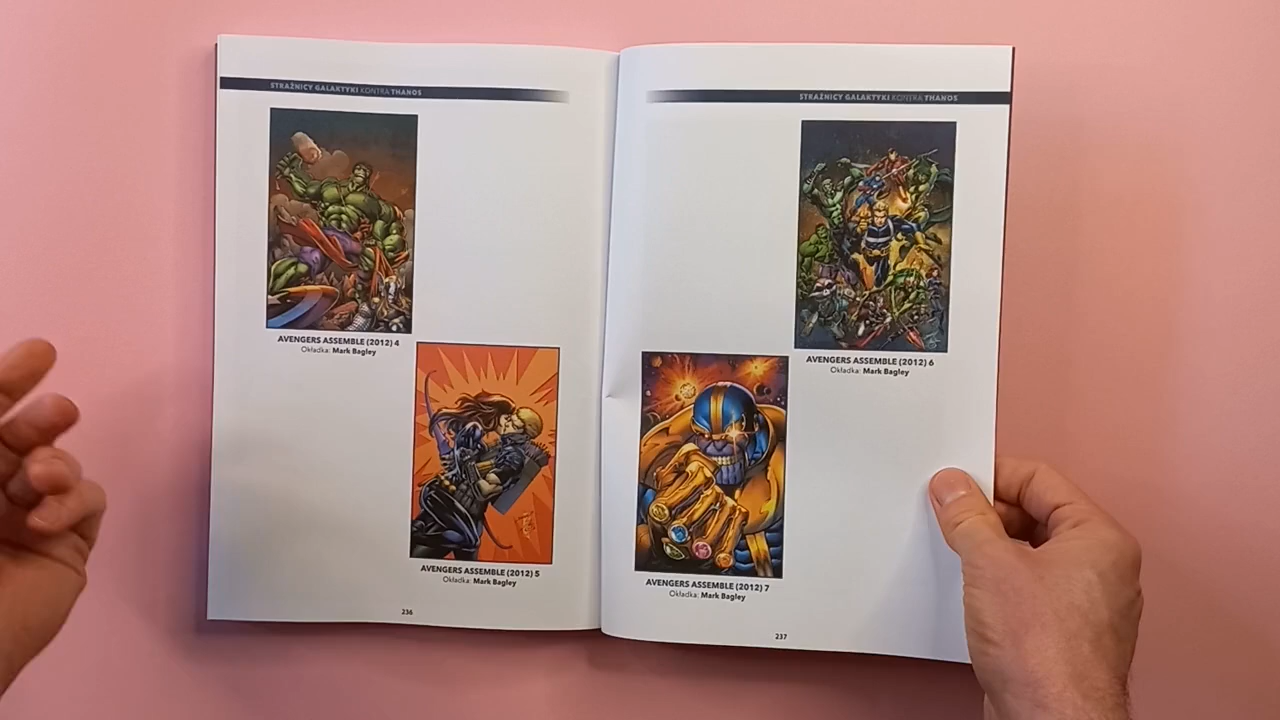 STRAŻNICY GALAKTYKI KONTRA THANOS
AVENGERS ASSEMBLE (2012) 4
Okładka: Mark Bagley
AVENGERS ASSEMBLE (2012) 5
Okładka: Mark Bagley
236
STRAŻNICY GALAKTYKI KONTRA THANOS
AVENGERS ASSEMBLE (2012) 6
Okładka: Mark Bagley
AVENGERS ASSEMBLE (2012) 7
Okładka: Mark Bagley
237